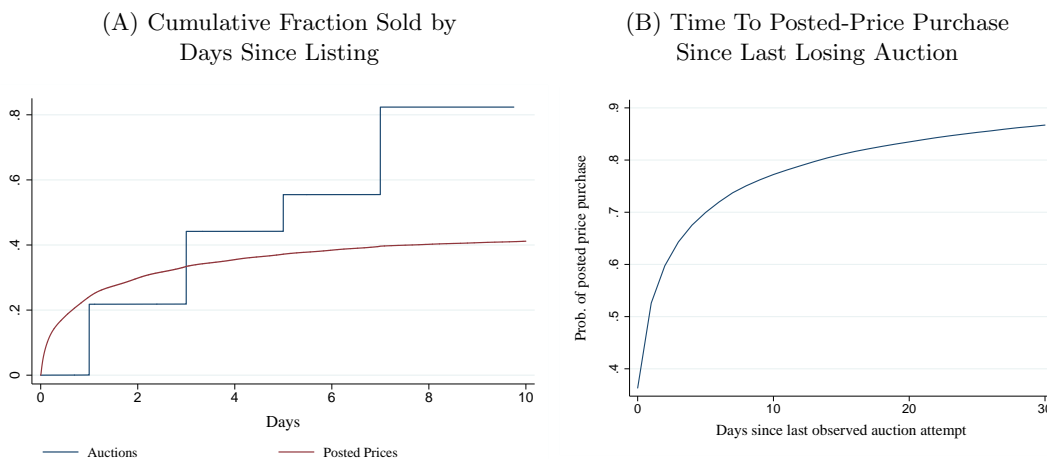 (A) Cumulative Fraction Sold by
Days Since Listing
.8
.6
.4
.2
0
0 2 4 6 8 10
Days
Auctions Posted Prices
(B) Time To Posted-Price Purchase
Since Last Losing Auction
Prob. of posted price purchase
.9
.8
.7
.6
.5
.4
0 10 20 30
Days since last observed auction attempt